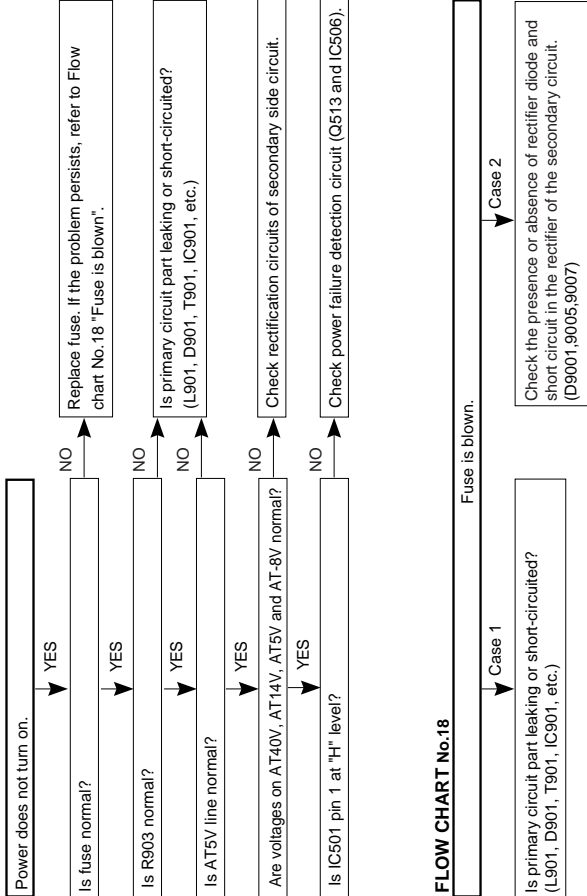 Power does not turn on.
YES
Is fuse normal?
NO
Replace fuse. If the problem persists, refer to Flow
chart No.18 "Fuse is blown".
YES
Is R903 normal?
NO
Is primary circuit part leaking or short-circuited?
(L901, D901, T901, IC901, etc.)
YES
Is AT5V line normal?
NO
YES
Are voltages on AT40V, AT14V, AT5V and AT-8V normal?
NO
Check rectification circuits of secondary side circuit.
YES
Is IC501 pin 1 at "H" level?
NO
Check power failure detection circuit (Q513 and IC506).
FLOW CHART No.18
Fuse is blown.
Case 1
Case 2
Is primary circuit part leaking or short-circuited?
(L901, D901, T901, IC901, etc.)
Check the presence or absence of rectifier diode and
short circuit in the rectifier of the secondary circuit.
(D9001,9005,9007)